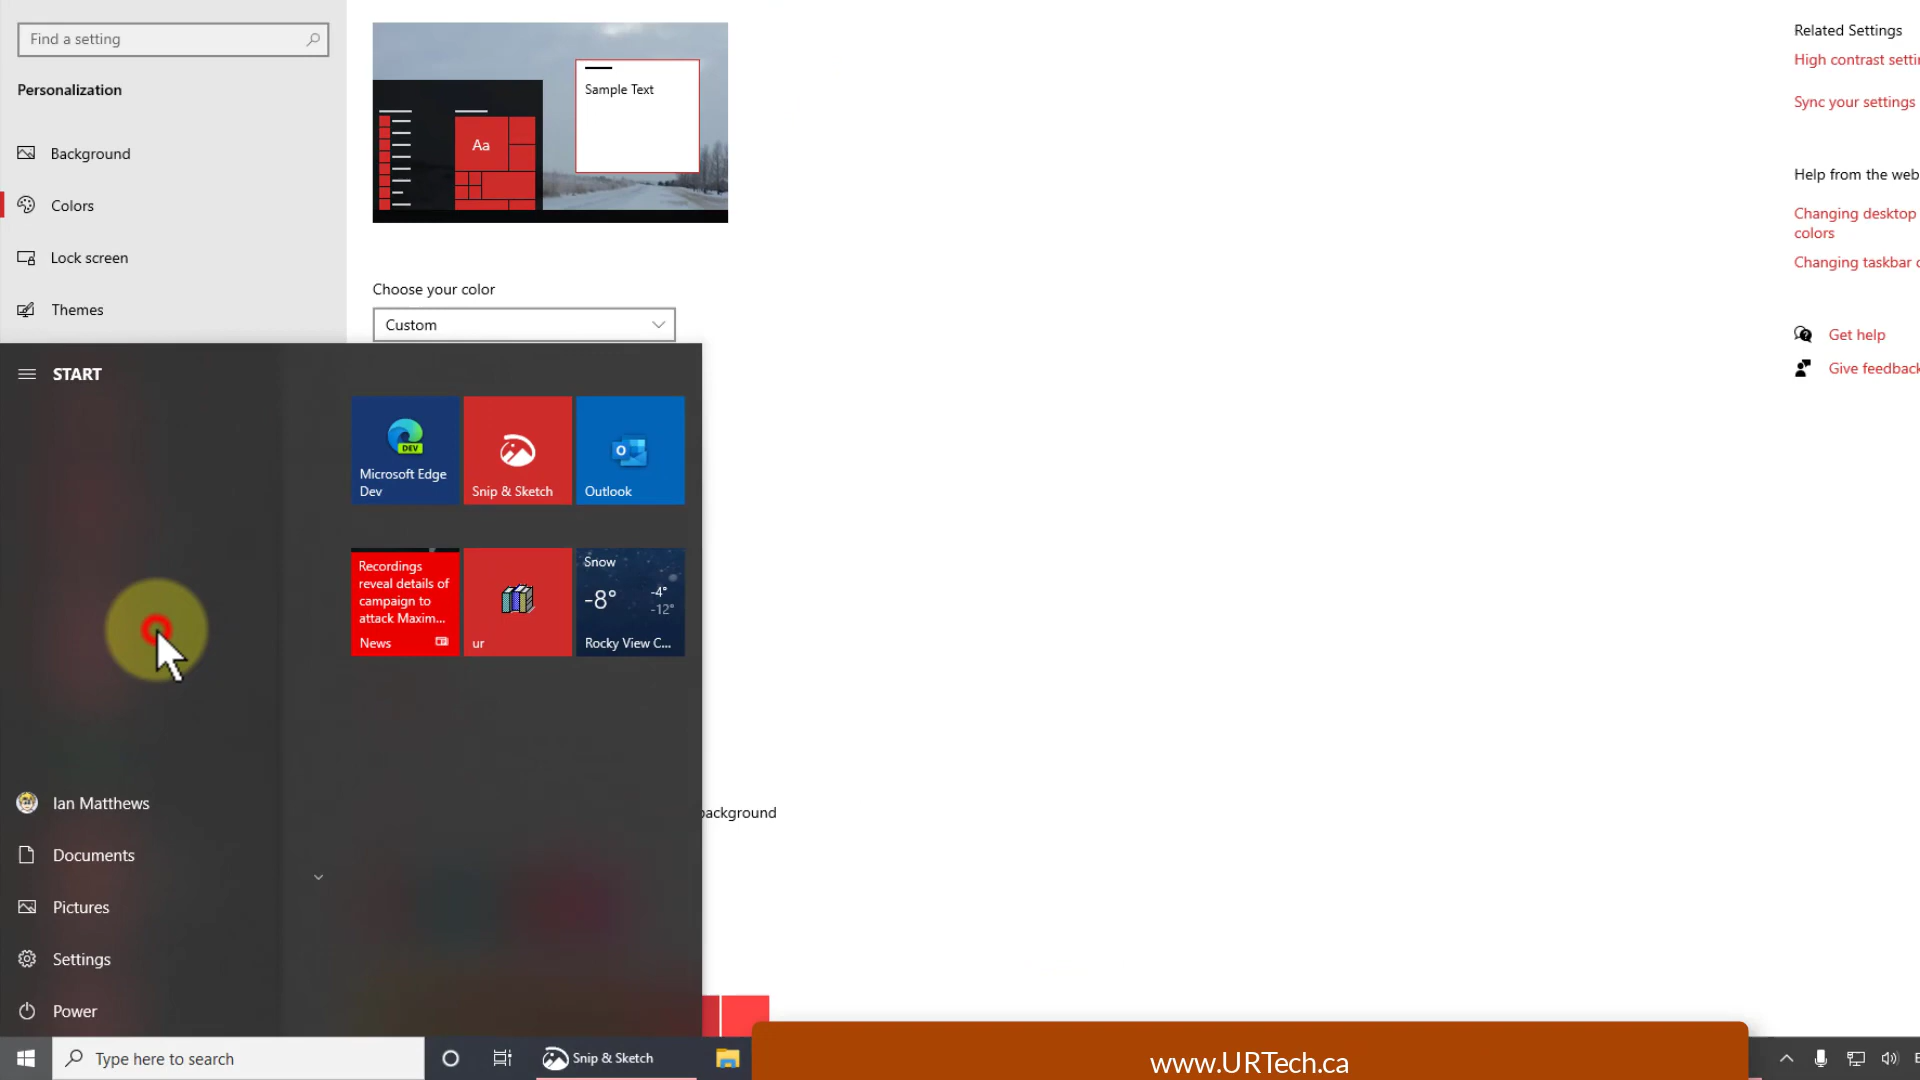 Find a setting
Personalization
Background
Colors
Lock screen
Themes
Sample Text
Aa
Choose your color
Custom
Related Settings
High contrast setti
Sync your settings
Help from the web
Changing desktop
colors
Changing taskbar c
Get help
Give feedback
START
DEV
Microsoft Edge
Dev
Snip & Sketch
O
Outlook
Recordings
reveal details of
campaign to
attack Maxim...
News
ur
Snow
-8°
-4°
-12°
Rocky View C...
Ian Matthews
Documents
Pictures
Settings
Power
background
Type here to search
Snip & Sketch
www.URTech.ca